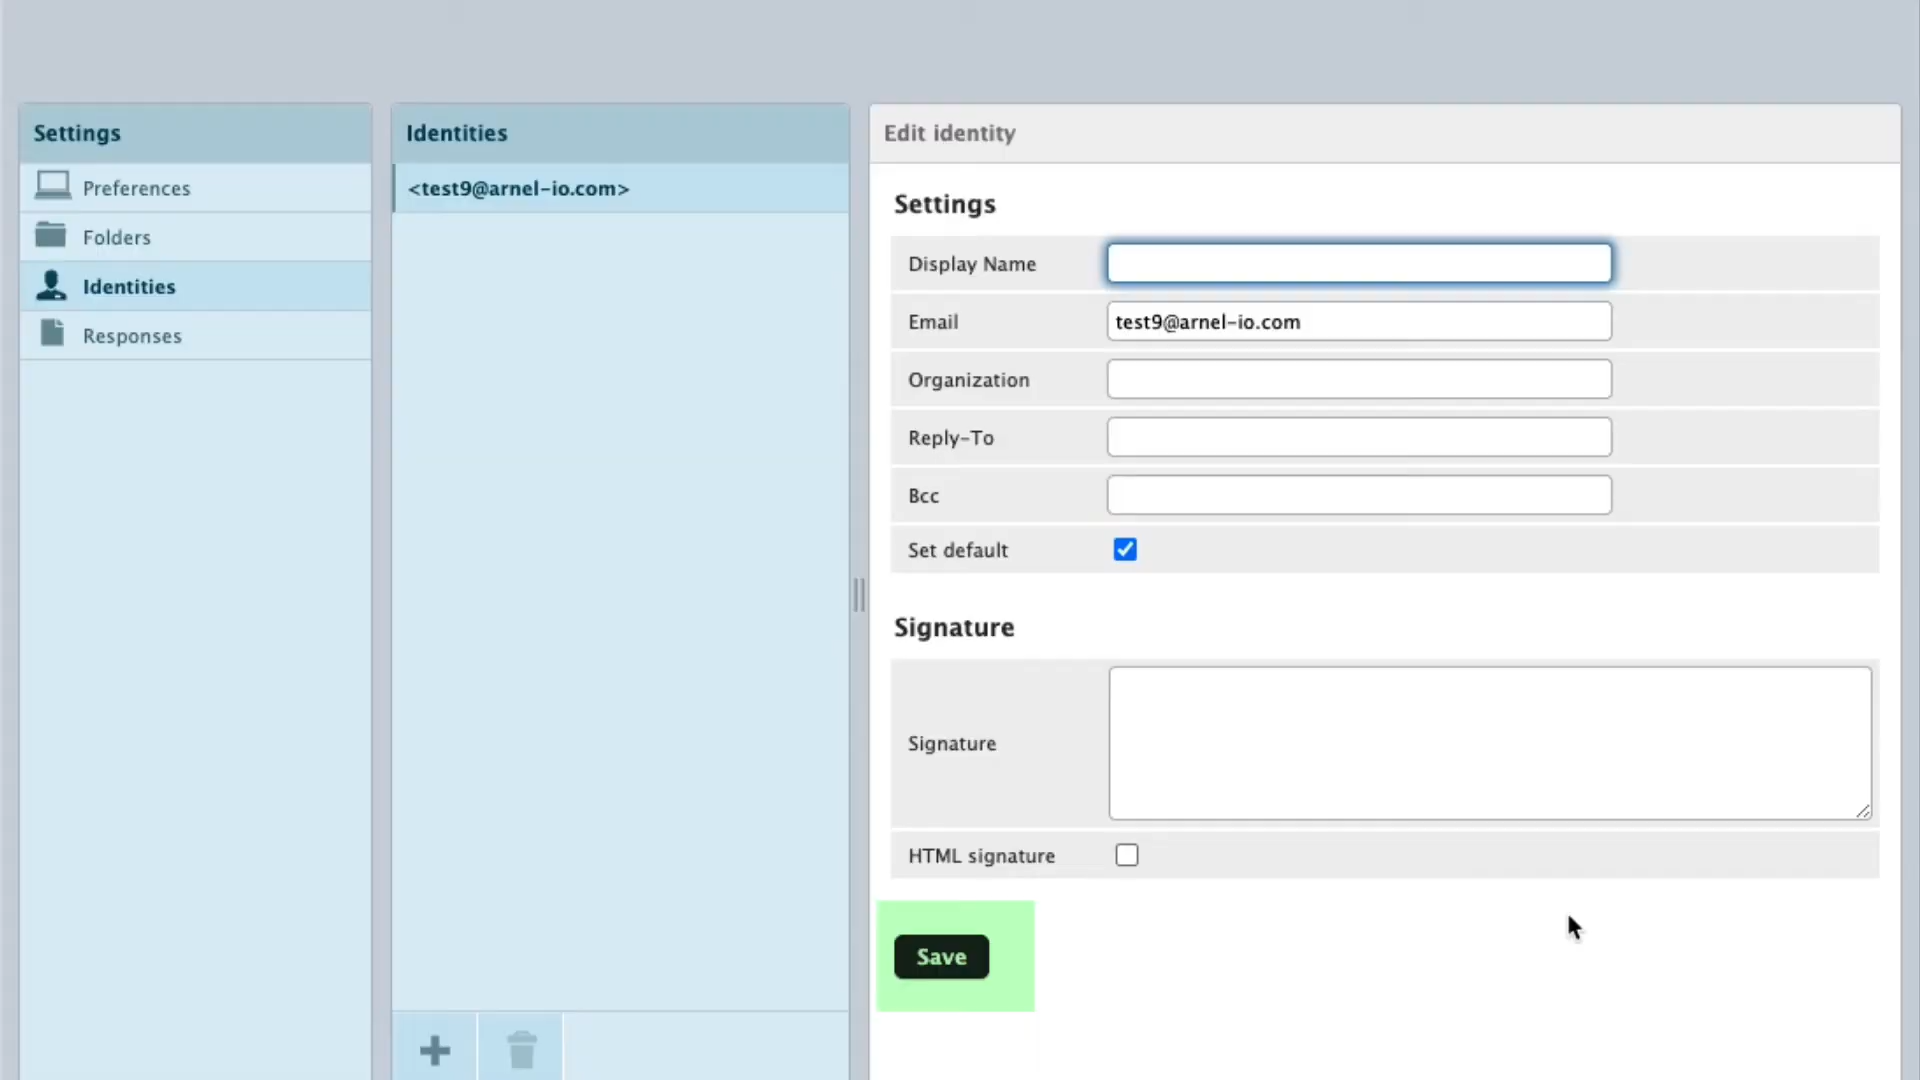 Settings
Preferences
Folders
Identities
Responses
Identities
<test9@arnel-io.com>
Edit identity
Settings
Display Name
Email test9@arnel-io.com
Organization
Reply-To
Bcc
Set default
Signature
Signature
HTML signature
Save